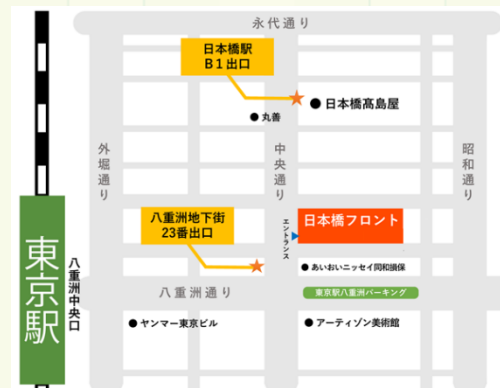 永代通り
日本橋駅
B1出口
日本橋髙島屋
丸善
外堀通り
中央通り
昭和通り
八重洲地下街
23番出口
エントランス
日本橋フロント
東京駅
八重洲中央口
あいおいニッセイ同和損保
八重洲通り
東京駅八重洲パーキング
ヤンマー東京ビル
アーティゾン美術館